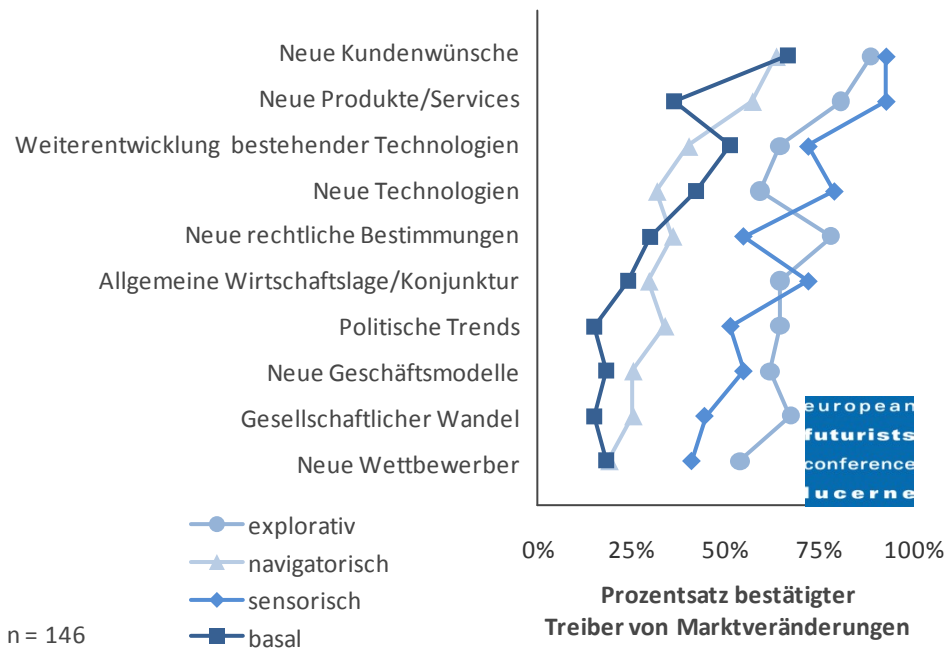 Neue Kundenwünsche
Neue Produkte/Services
Weiterentwicklung bestehender Technologien
Neue Technologien
Neue rechtliche Bestimmungen
Allgemeine Wirtschaftslage/Konjunktur
Politische Trends
Neue Geschäftsmodelle
Gesellschaftlicher Wandel
Neue Wettbewerber
european
futurists
conference
lucerne
0% 25% 50% 75% 100%
Prozentsatz bestätigter
Treiber von Marktveränderungen
explorativ
navigatorisch
sensorisch
basal
n = 146